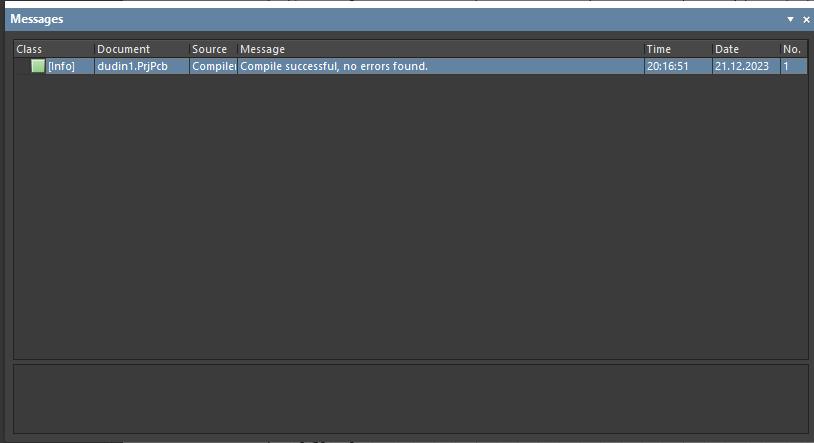 Messages
Class Document Source Message Time Date No.
[Info] dudin1.PrjPcb Compiler Compile successful, no errors found. 20:16:51 21.12.2023 1